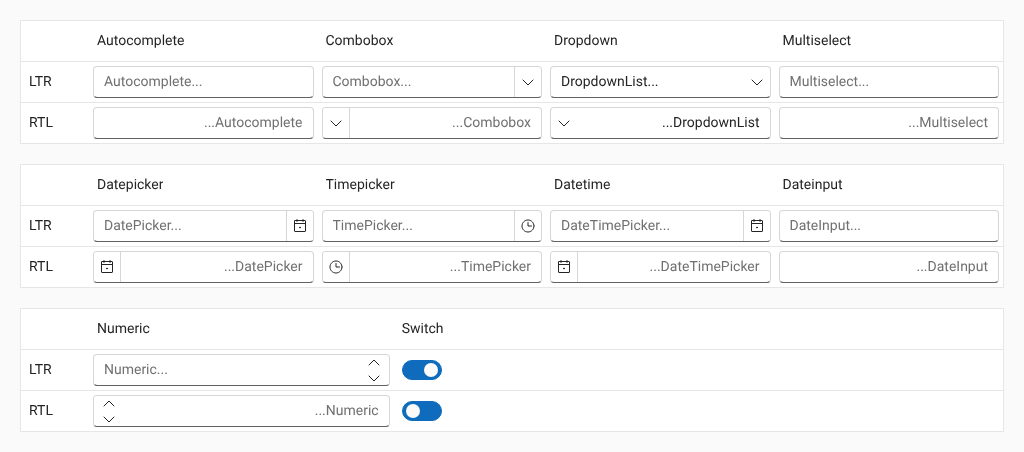 Autocomplete Combobox Dropdown Multiselect
LTR Autocomplete... Combobox... DropdownList... Multiselect...
RTL ...Autocomplete ...Combobox ...DropdownList ...Multiselect
Datepicker Timepicker Datetime Dateinput
LTR DatePicker... TimePicker... DateTimePicker... DateInput...
RTL ...DatePicker ...TimePicker ...DateTimePicker ...DateInput
Numeric Switch
LTR Numeric...
RTL ...Numeric